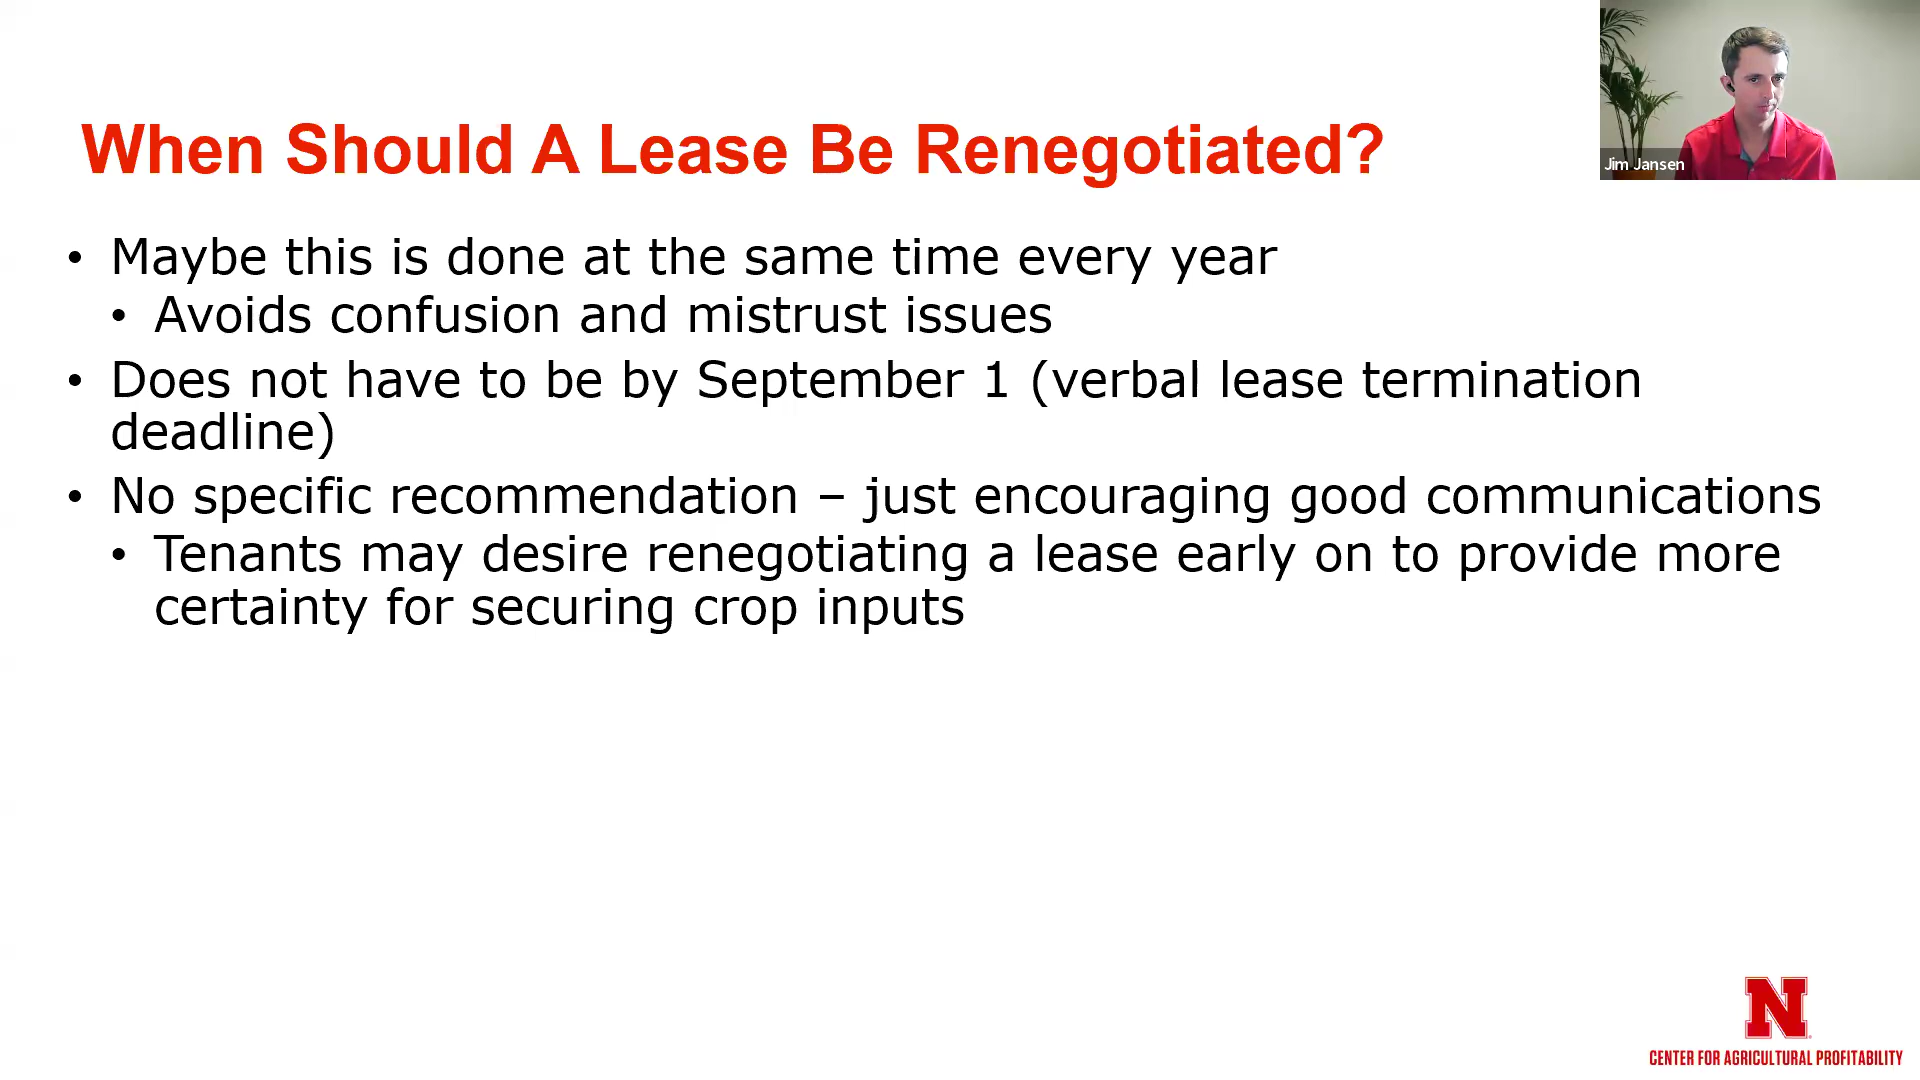 When Should A Lease Be Renegotiated?
Jim Jansen
• Maybe this is done at the same time every year
• Avoids confusion and mistrust issues
• Does not have to be by September 1 (verbal lease termination
deadline)
• No specific recommendation – just encouraging good communications
• Tenants may desire renegotiating a lease early on to provide more
certainty for securing crop inputs
N
CENTER FOR AGRICULTURAL PROFITABILITY